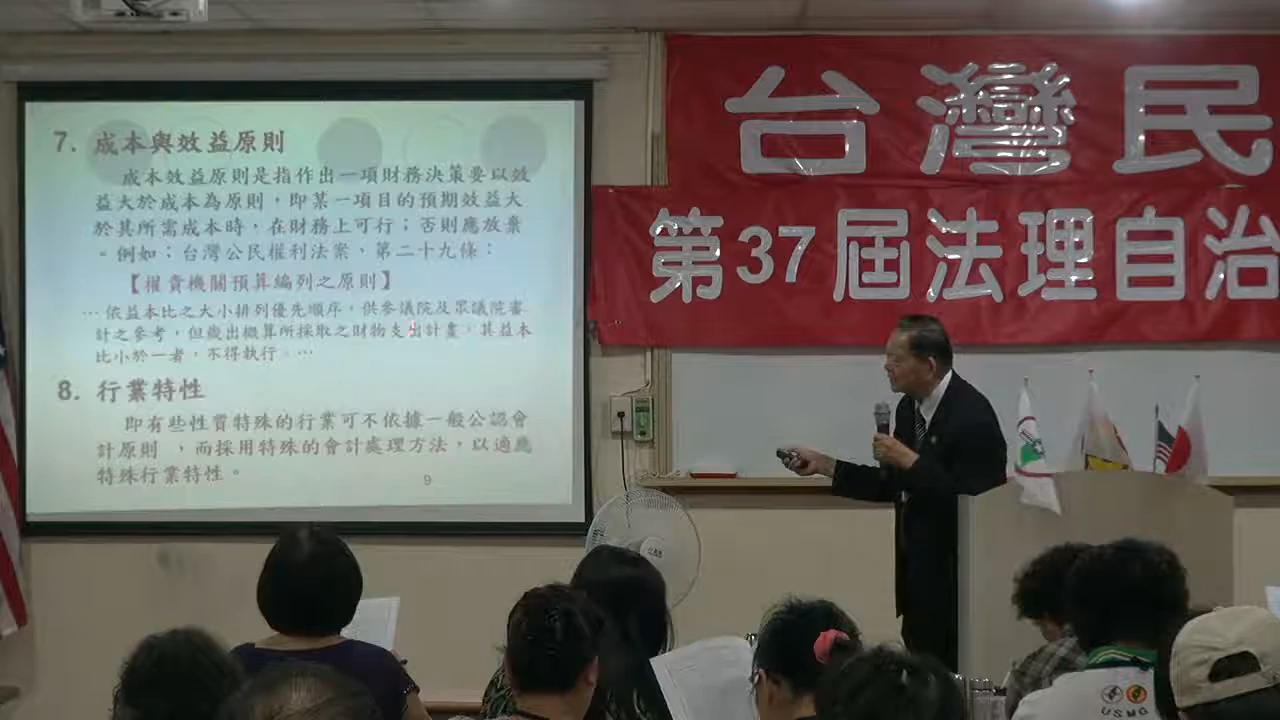 7. 成本與效益原則
成本效益原則是指作出一項財務決策要以效
益大於成本為原則，即某一項目的預期效益大
於其所需成本時，在財務上可行；否則應放棄
。例如：台灣公民權利法案，第二十九條：
【權責機關預算編列之原則】
…依益本比之大小排列優先順序，供參議院及眾議院審
計之參考，但歲出概算所採取之財物支出計畫，其益本
比小於一者，不得執行。…
8. 行業特性
即有些性質特殊的行業可不依據一般公認會
計原則 ，而採用特殊的會計處理方法，以適應
特殊行業特性。
9
台灣民
第37屆法理自治
USMG